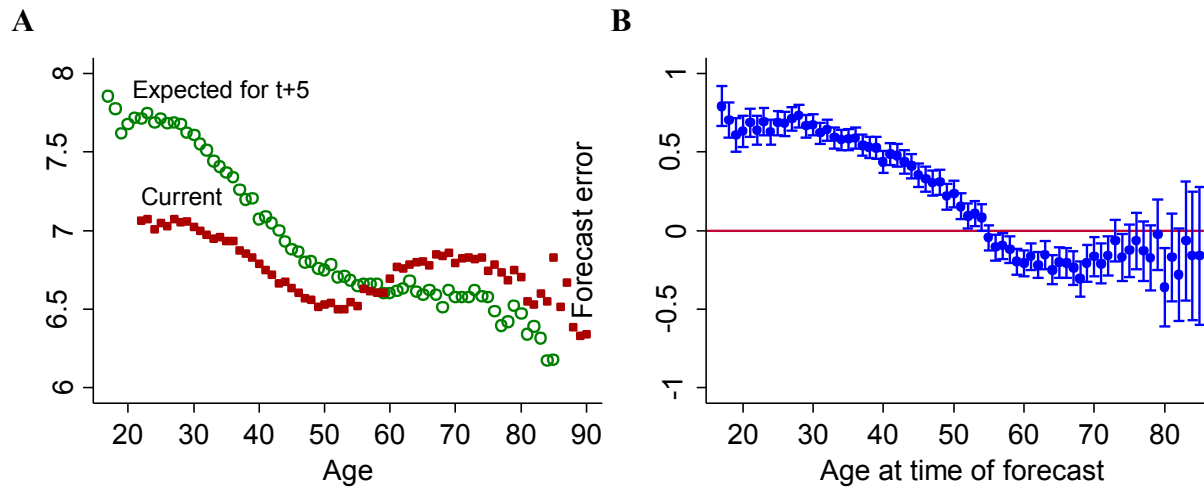 A
8
7.5
7
6.5
6
Expected for t+5
Current
20 30 40 50 60 70 80 90
Age
B
Forecast error
1
0.5
0
-0.5
-1
20 30 40 50 60 70 80
Age at time of forecast